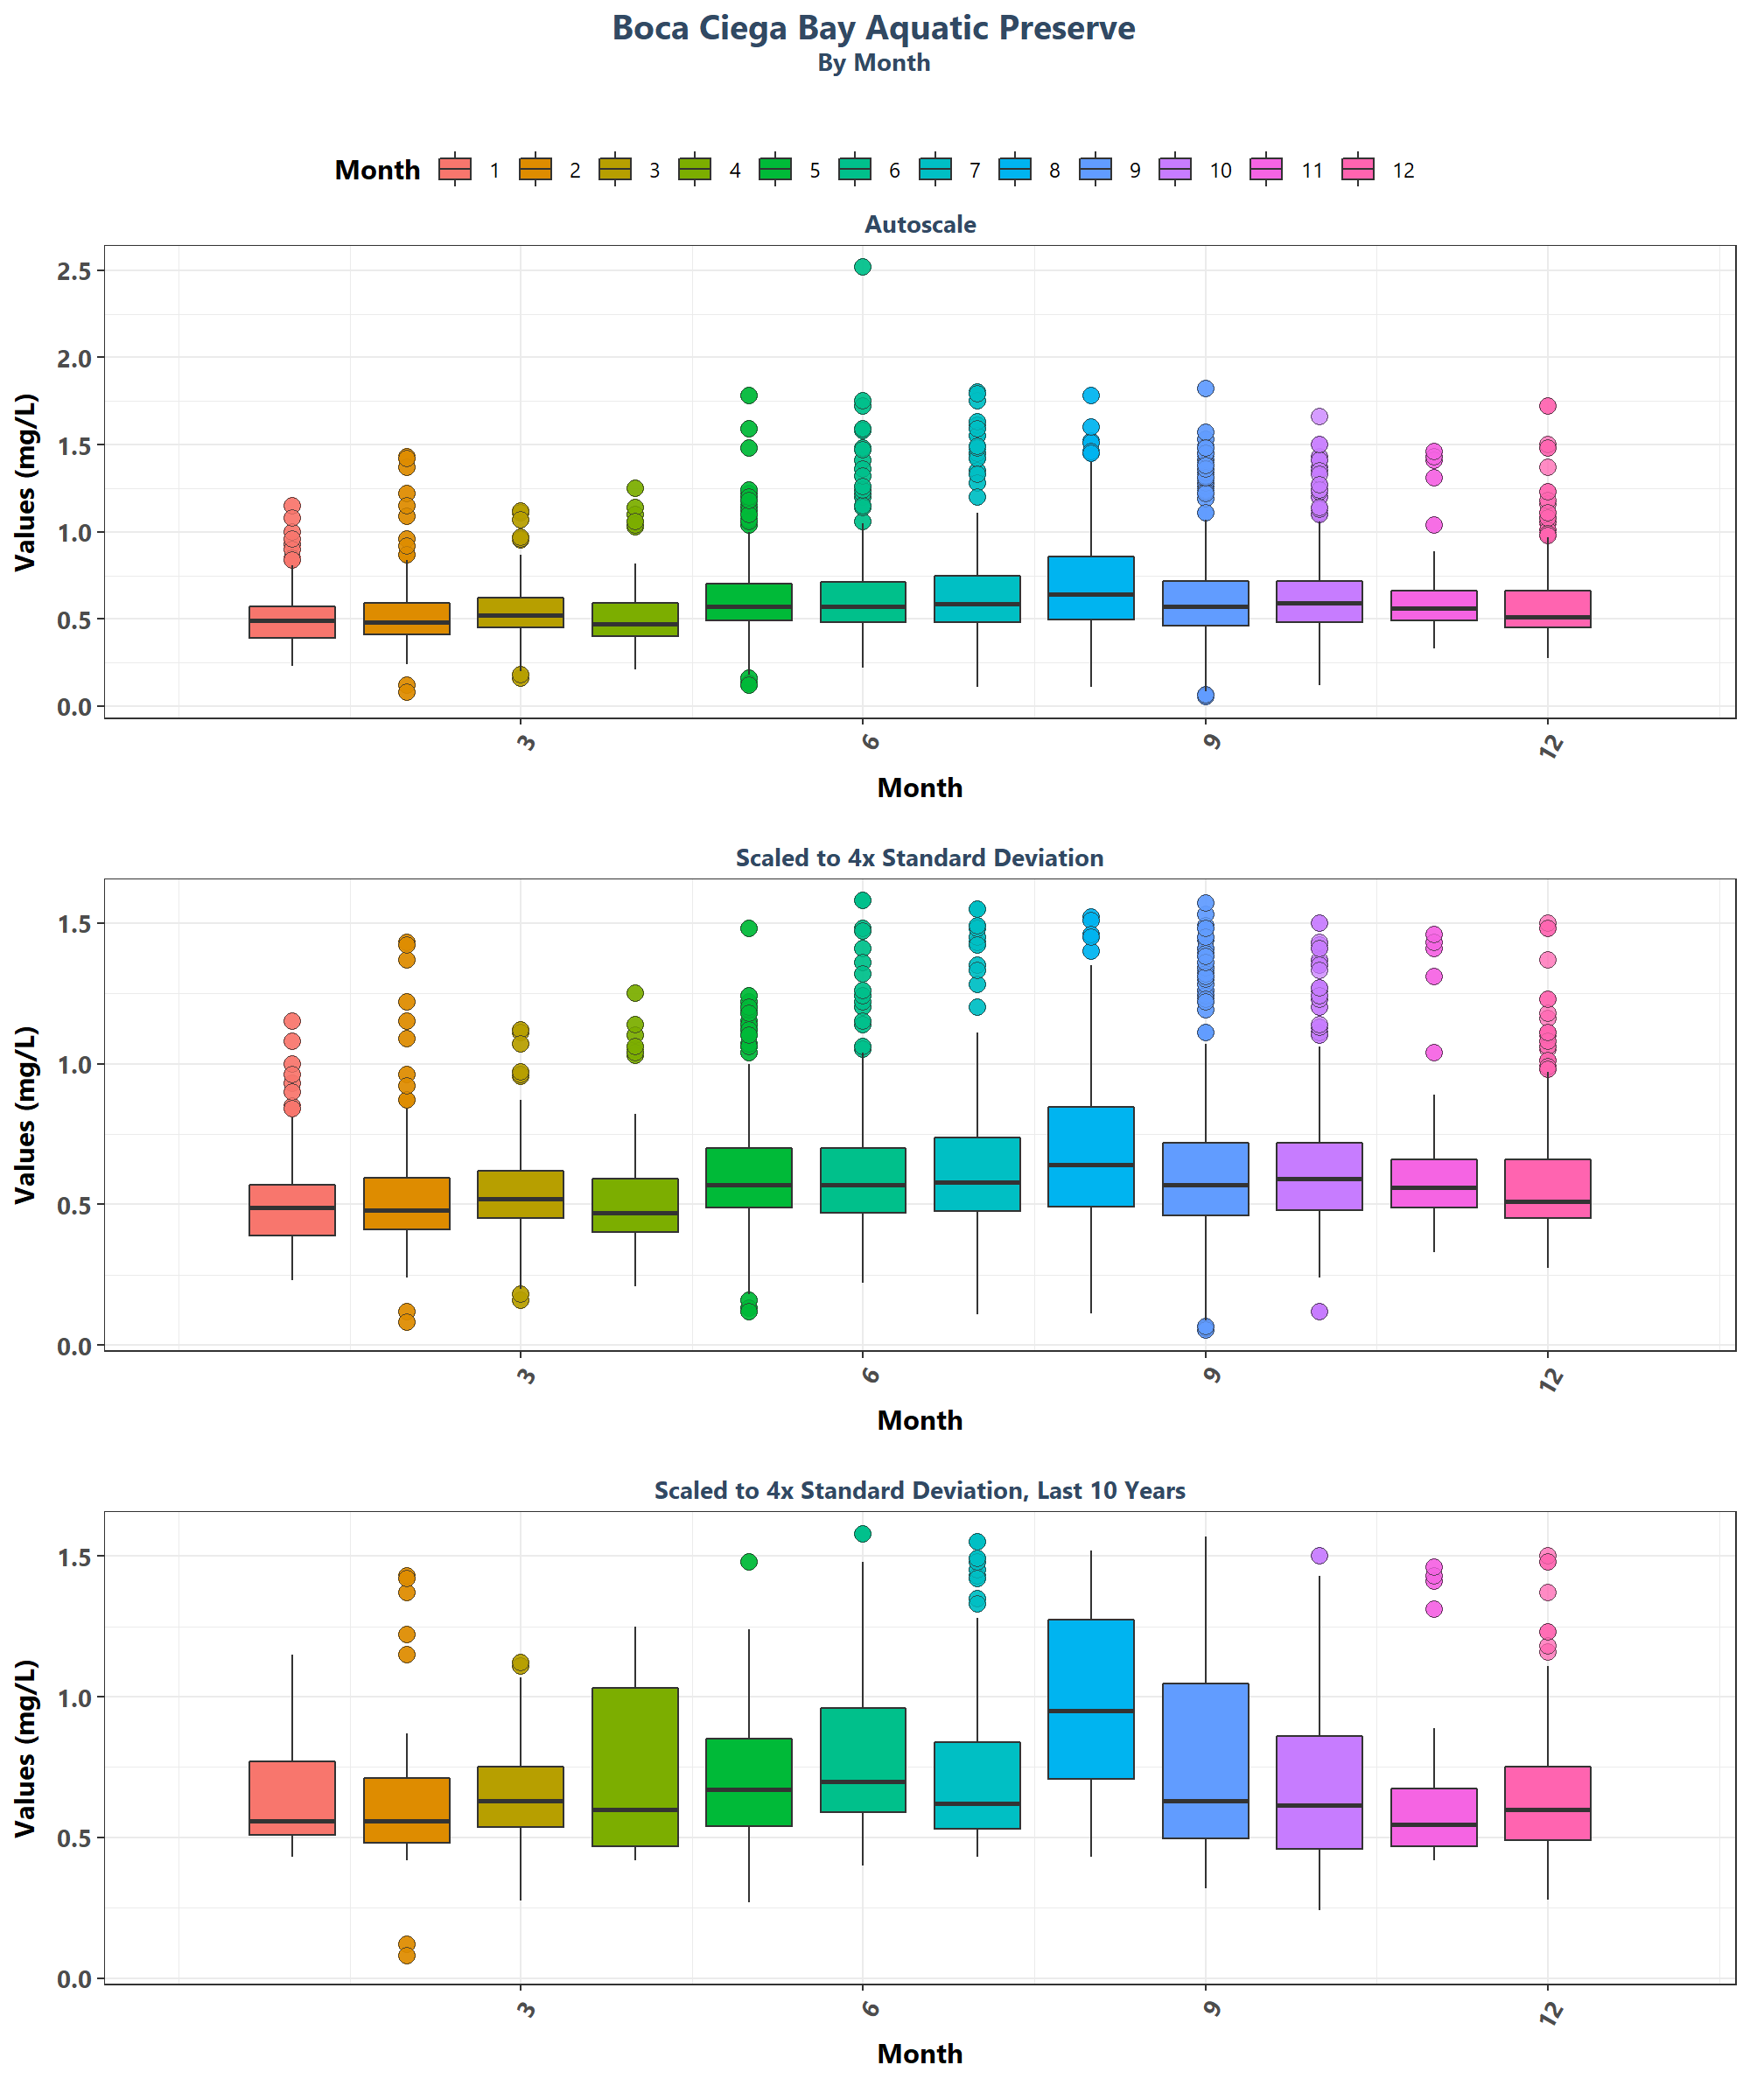 Boca Ciega Bay Aquatic Preserve
By Month
Month 1 2 3 4 5 6 7 8 9 10 11 12
Autoscale
Values (mg/L)
2.5
2.0
1.5
1.0
0.5
0.0
3 6 9 12
Month
Scaled to 4x Standard Deviation
Values (mg/L)
1.5
1.0
0.5
0.0
3 6 9 12
Month
Scaled to 4x Standard Deviation, Last 10 Years
Values (mg/L)
1.5
1.0
0.5
0.0
3 6 9 12
Month